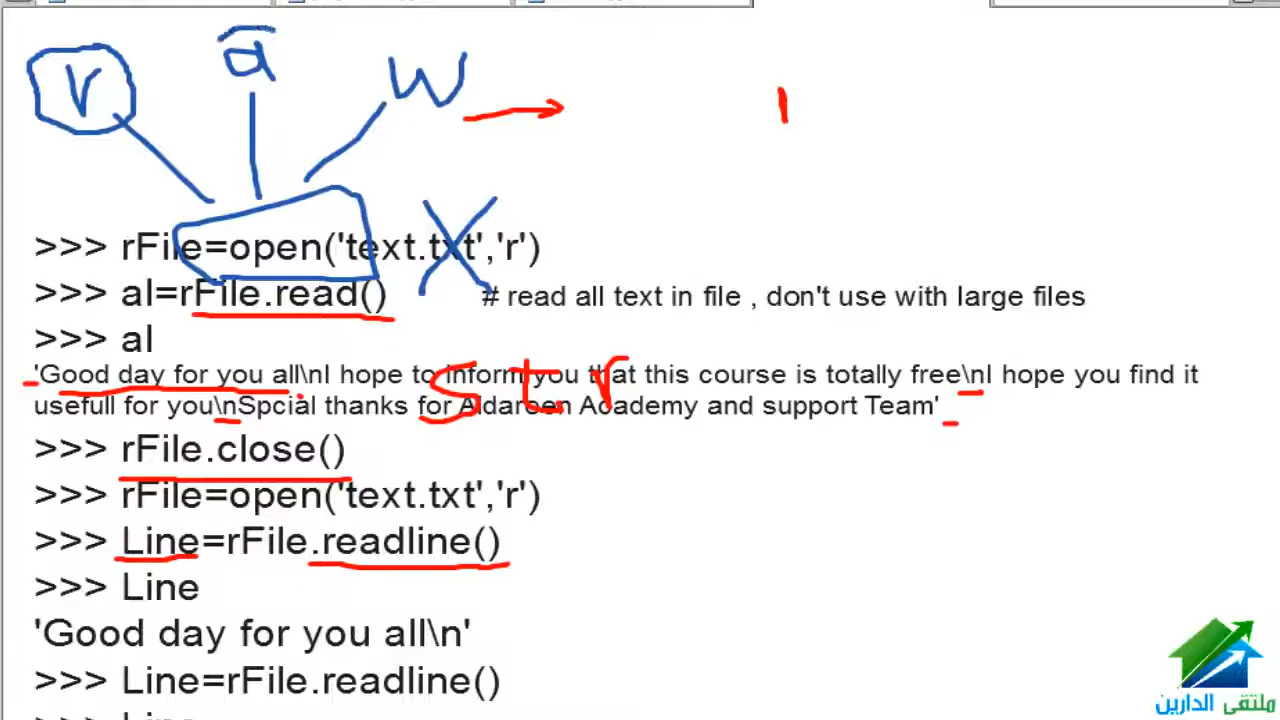 r a w
>>> rFile=open('text.txt','r')
>>> al=rFile.read() # read all text in file , don't use with large files
>>> al
'Good day for you all\nI hope to inform you that this course is totally free\nI hope you find it
usefull for you\nSpcial thanks for Aldareen Academy and support Team'
str
>>> rFile.close()
>>> rFile=open('text.txt','r')
>>> Line=rFile.readline()
>>> Line
'Good day for you all\n'
>>> Line=rFile.readline()
>>> Line
ملتقى الدارين